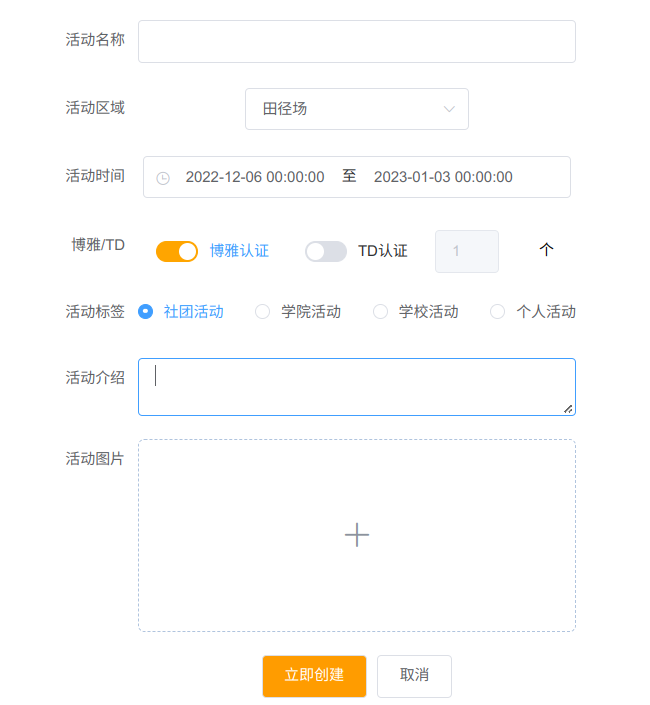 活动名称
活动区域 田径场
活动时间 2022-12-06 00:00:00 至 2023-01-03 00:00:00
博雅/TD 博雅认证 TD认证 1 个
活动标签 社团活动 学院活动 学校活动 个人活动
活动介绍
活动图片
立即创建 取消